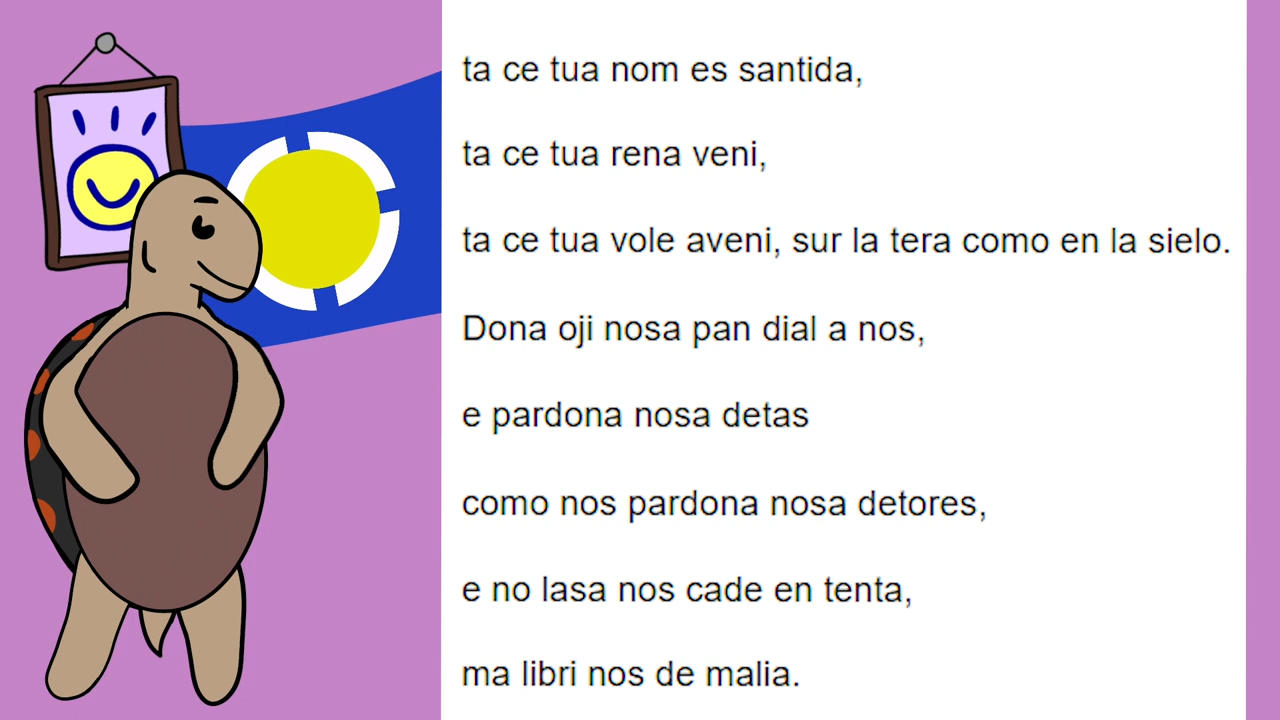 ta ce tua nom es santida,
ta ce tua rena veni,
ta ce tua vole aveni, sur la tera como en la sielo.
Dona oji nosa pan dial a nos,
e pardona nosa detas
como nos pardona nosa detores,
e no lasa nos cade en tenta,
ma libri nos de malia.